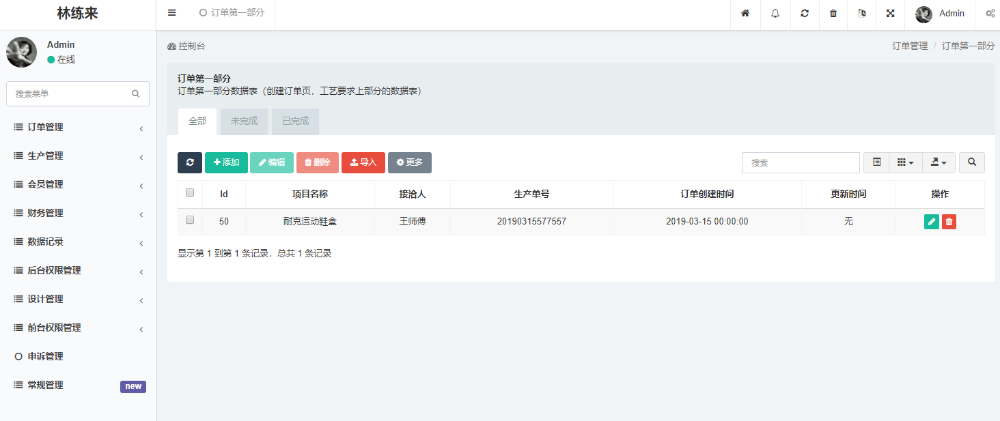 林练来
订单第一部分
Admin
Admin
在线
搜索菜单
订单管理
生产管理
会员管理
财务管理
数据记录
后台权限管理
设计管理
前台权限管理
申诉管理
常规管理 new
控制台
订单管理 / 订单第一部分
订单第一部分
订单第一部分数据表（创建订单页，工艺要求上部分的数据表）
全部 未完成 已完成
添加 编辑 删除 导入 更多 搜索
Id 项目名称 接洽人 生产单号 订单创建时间 更新时间 操作
50 耐克运动鞋盒 王师傅 20190315577557 2019-03-15 00:00:00 无
显示第 1 到第 1 条记录，总共 1 条记录